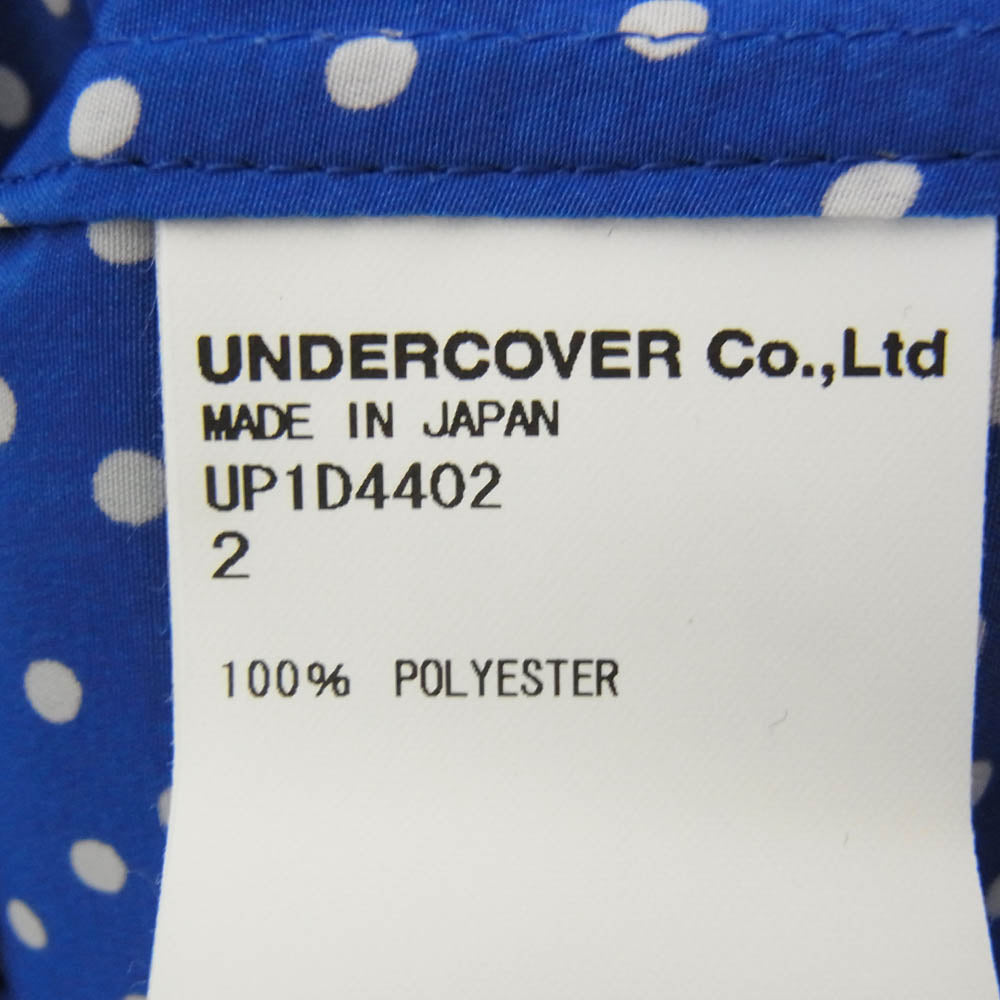 UNDERCOVER Co.,Ltd
MADE IN JAPAN
UP1D4402
2
100% POLYESTER